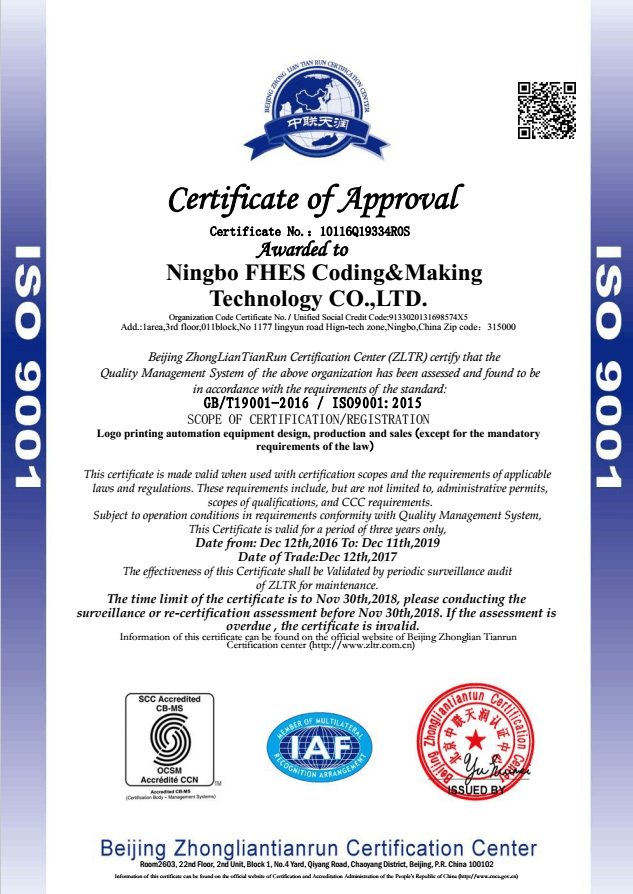 BEIJING ZHONG LIAN TIAN RUN CERTIFICATION CENTER
中联天润
Certificate of Approval
Certificate No.: 10116Q19334R0S
Awarded to
Ningbo FHES Coding&Making
Technology CO.,LTD.
Organization Code Certificate No. / Unified Social Credit Code:9133020131698574X5
Add.:1area,3rd floor,011block,No 1177 lingyun road Hign-tech zone,Ningbo,China Zip code: 315000
ISO 9001
ISO 9001
Beijing ZhongLianTianRun Certification Center (ZLTR) certify that the
Quality Management System of the above organization has been assessed and found to be
in accordance with the requirements of the standard:
GB/T19001-2016 / ISO9001:2015
SCOPE OF CERTIFICATION/REGISTRATION
Logo printing automation equipment design, production and sales (except for the mandatory
requirements of the law)
This certificate is made valid when used with certification scopes and the requirements of applicable
laws and regulations. These requirements include, but are not limited to, administrative permits,
scopes of qualifications, and CCC requirements.
Subject to operation conditions in requirements conformity with Quality Management System,
This Certificate is valid for a period of three years only,
Date from: Dec 12th,2016 To: Dec 11th,2019
Date of Trade:Dec 12th,2017
The effectiveness of this Certificate shall be Validated by periodic surveillance audit
of ZLTR for maintenance.
The time limit of the certificate is to Nov 30th,2018, please conducting the
surveillance or re-certification assessment before Nov 30th,2018. If the assessment is
overdue , the certificate is invalid.
Information of this certificate can be found on the official website of Beijing Zhonglian Tianrun
Certification center (http://www.zltr.com.cn)
SCC Accredited
CB-MS
OCSM
Accrédité CCN
TM
Accredited CB-MS
(Certification Body – Management Systems)
MEMBER OF MULTILATERAL
IAF
RECOGNITION ARRANGEMENT
Beijing Zhongliantianrun Certification Center
北京中联天润认证中心
ISSUED BY
Beijing Zhongliantianrun Certification Center
Room2603, 22nd Floor, 2nd Unit, Block 1, No.4 Yard, Qiyang Road, Chaoyang District, Beijing, P.R. China 100102
Information of this certificate can be found on the official website of Certification and Accreditation Administration of the People's Republic of China (http://www.cnca.gov.cn)